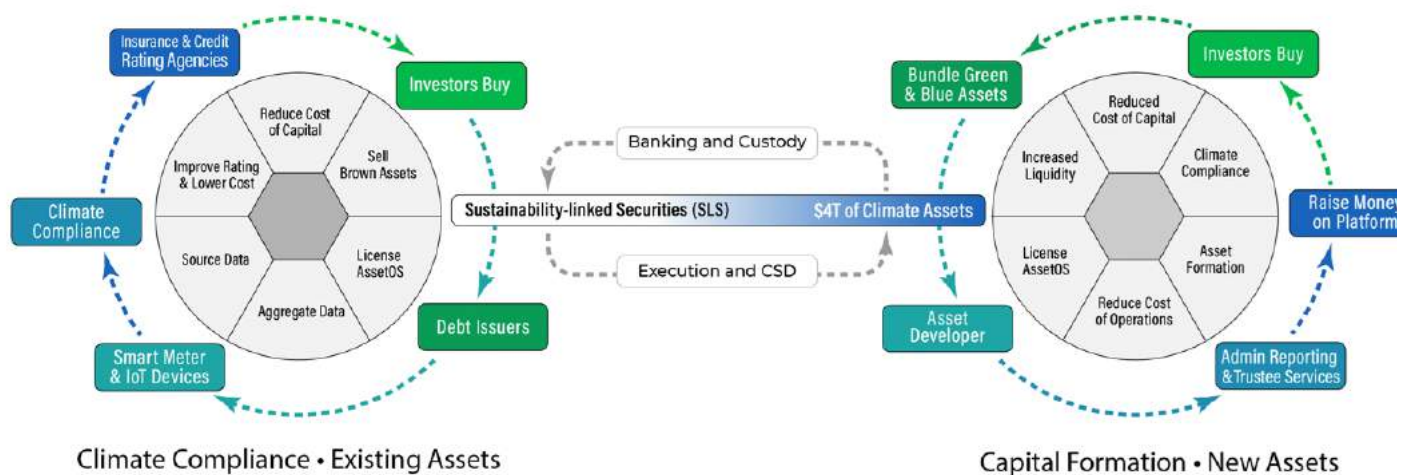 Insurance & Credit
Rating Agencies
Investors Buy
Debt Issuers
Smart Meter
& IoT Devices
Climate
Compliance
Reduce Cost
of Capital
Sell
Brown Assets
License
AssetOS
Aggregate Data
Source Data
Improve Rating
& Lower Cost
Banking and Custody
Sustainability-linked Securities (SLS)
$4T of Climate Assets
Execution and CSD
Bundle Green
& Blue Assets
Investors Buy
Raise Money
on Platform
Admin Reporting
& Trustee Services
Asset
Developer
Reduced
Cost of Capital
Climate
Compliance
Asset
Formation
Reduce Cost
of Operations
License
AssetOS
Increased
Liquidity
Climate Compliance • Existing Assets
Capital Formation • New Assets